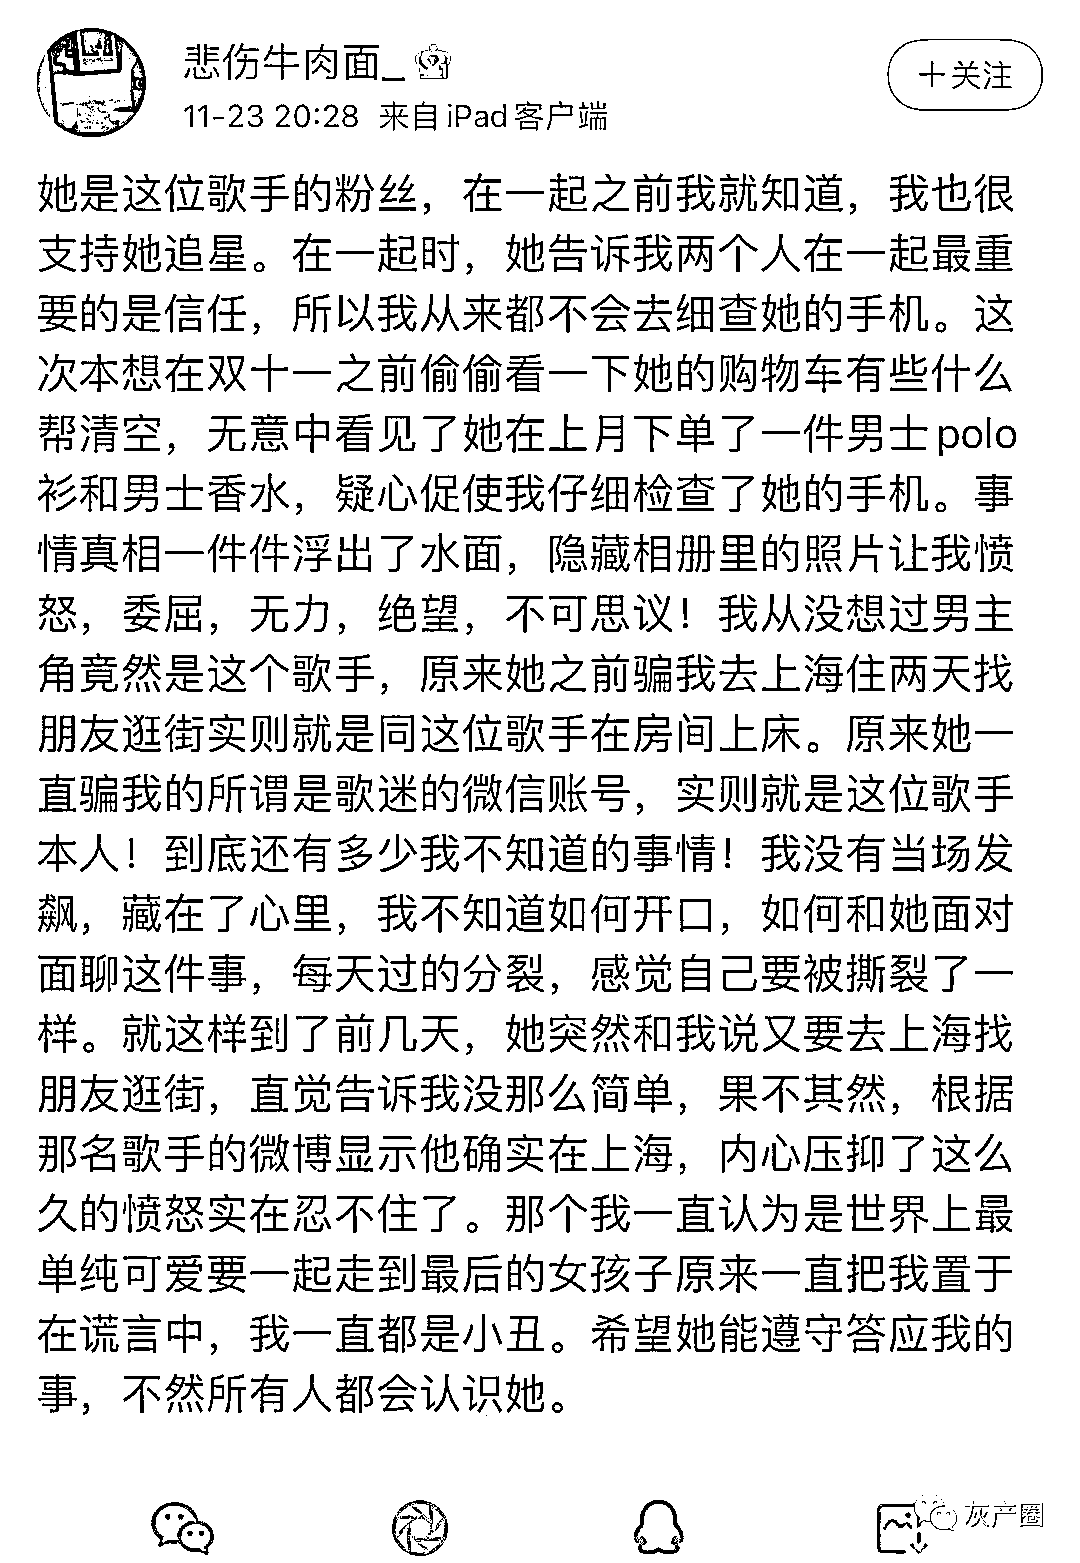 悲伤牛肉面_
+关注
11-23 20:28 来自 iPad客户端
她是这位歌手的粉丝，在一起之前我就知道，我也很
支持她追星。在一起时，她告诉我两个人在一起最重
要的是信任，所以我从来都不会去细查她的手机。这
次本想在双十一之前偷偷看一下她的购物车有些什么
帮清空，无意中看见了她在上月下单了一件男士polo
衫和男士香水，疑心促使我仔细检查了她的手机。事
情真相一件件浮出了水面，隐藏相册里的照片让我愤
怒，委屈，无力，绝望，不可思议！我从没想过男主
角竟然是这个歌手，原来她之前骗我去上海住两天找
朋友逛街实则就是同这位歌手在房间上床。原来她一
直骗我的所谓是歌迷的微信账号，实则就是这位歌手
本人！到底还有多少我不知道的事情！我没有当场发
飙，藏在了心里，我不知道如何开口，如何和她面对
面聊这件事，每天过的分裂，感觉自己要被撕裂了一
样。就这样到了前几天，她突然和我说又要去上海找
朋友逛街，直觉告诉我没那么简单，果不其然，根据
那名歌手的微博显示他确实在上海，内心压抑了这么
久的愤怒实在忍不住了。那个我一直认为是世界上最
单纯可爱要一起走到最后的女孩子原来一直把我置于
在谎言中，我一直都是小丑。希望她能遵守答应我的
事，不然所有人都会认识她。
灰产圈